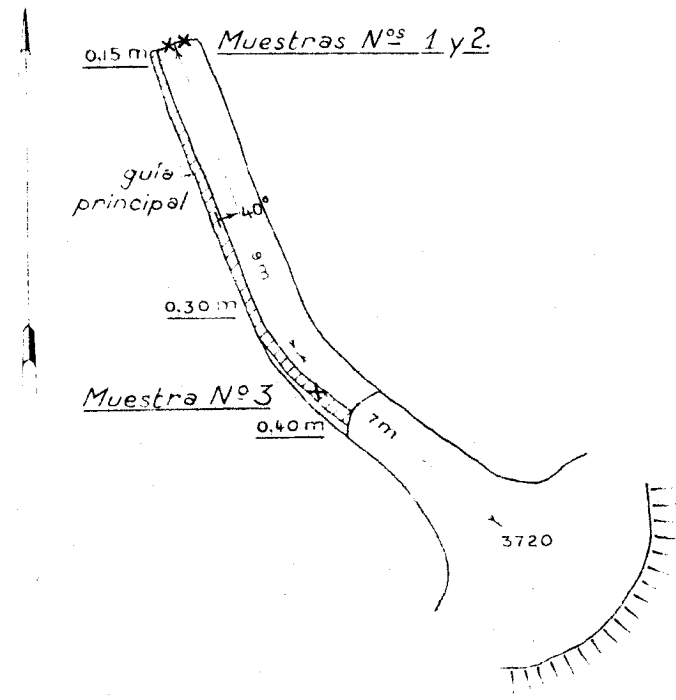 Muestras Nos 1 y 2.
0.15 m
guía
principal
40°
9 m
0.30 m
Muestra Nº 3
0.40 m
7 m
3720